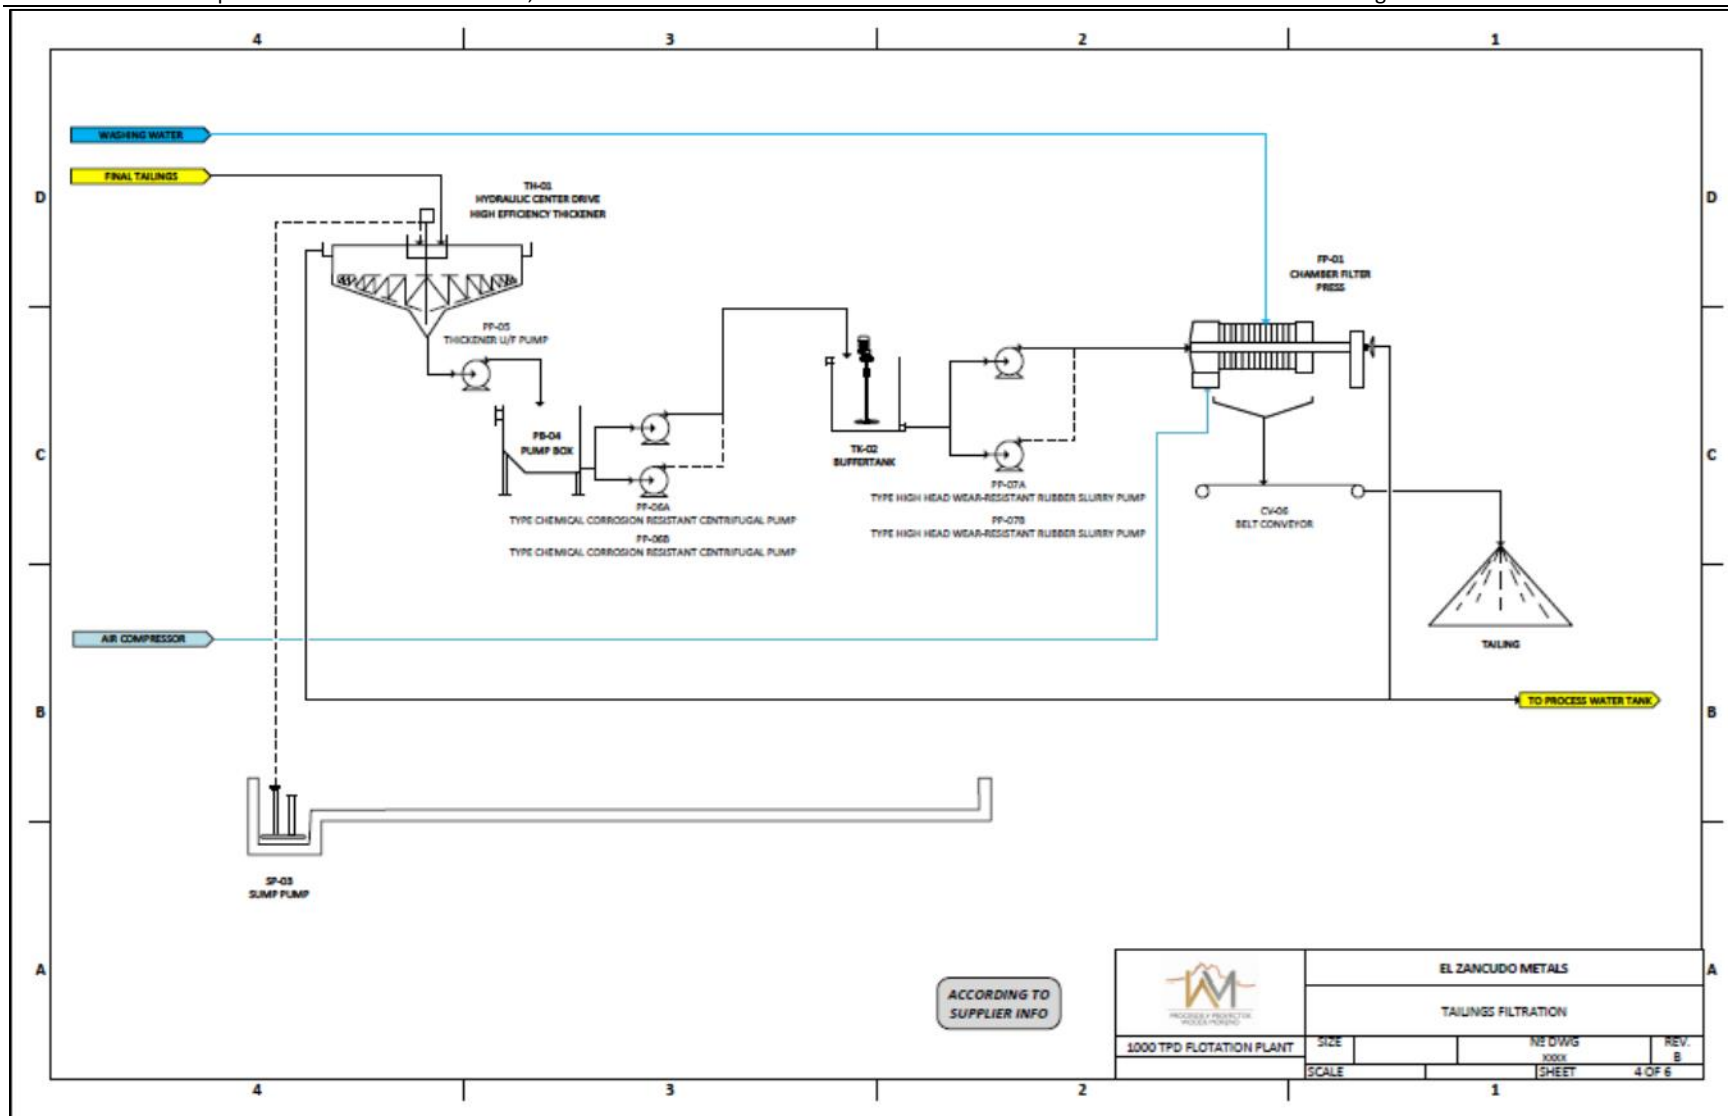 4 3 2 1
WASHING WATER
FINAL TAILINGS
D
D
TH-01
HYDRAULIC CENTER DRIVE
HIGH EFFICIENCY THICKENER
FP-01
CHAMBER FILTER
PRESS
PP-05
THICKENER U/F PUMP
PB-04
PUMP BOX
C
C
TK-02
BUFFERTANK
PP-06A
TYPE CHEMICAL CORROSION RESISTANT CENTRIFUGAL PUMP
PP-06B
TYPE CHEMICAL CORROSION RESISTANT CENTRIFUGAL PUMP
PP-07A
TYPE HIGH HEAD WEAR-RESISTANT RUBBER SLURRY PUMP
PP-07B
TYPE HIGH HEAD WEAR-RESISTANT RUBBER SLURRY PUMP
CV-06
BELT CONVEYOR
AIR COMPRESSOR
TAILING
B
TO PROCESS WATER TANK
B
SP-03
SUMP PUMP
A
A
ACCORDING TO
SUPPLIER INFO
EL ZANCUDO METALS
TAILINGS FILTRATION
1000 TPD FLOTATION PLANT
SIZE
Nº DWG
XXXX
REV.
B
SCALE
SHEET
4 OF 6
4 3 2 1